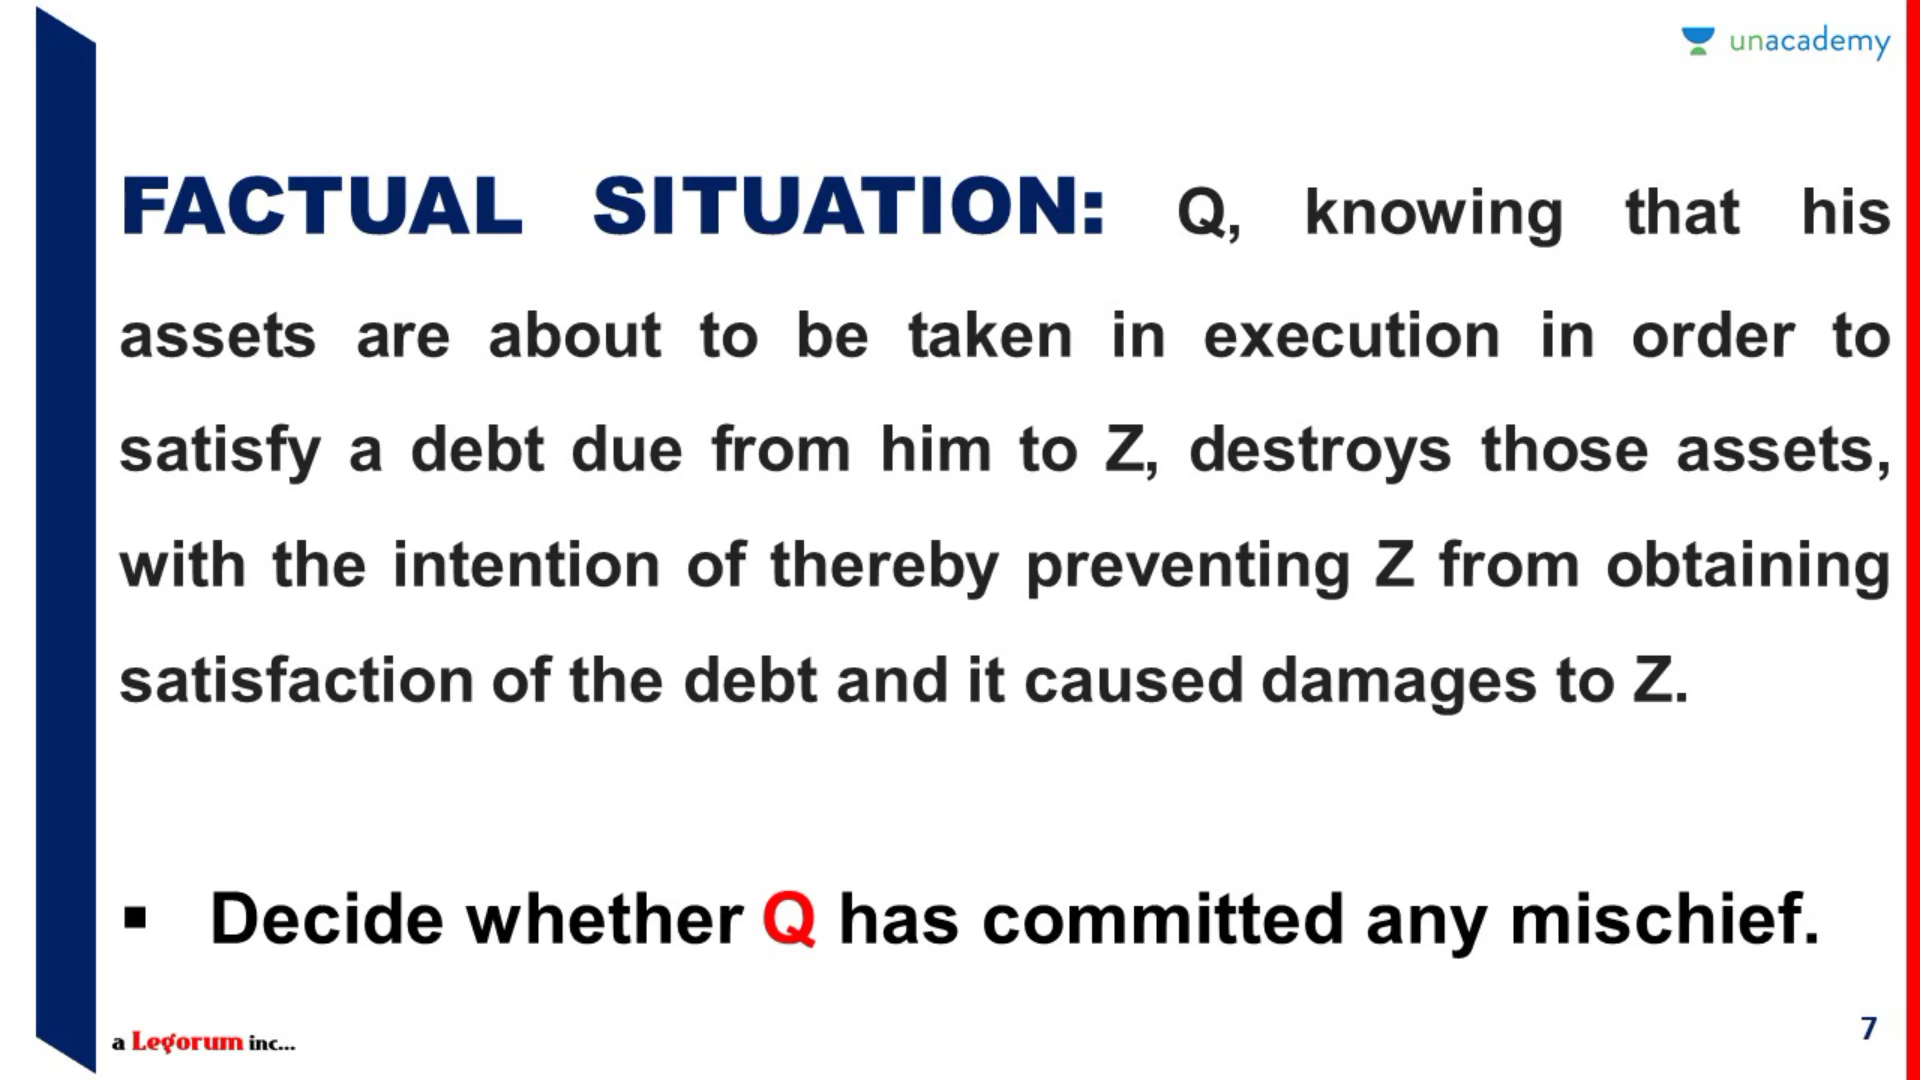 unacademy
FACTUAL SITUATION: Q, knowing that his
assets are about to be taken in execution in order to
satisfy a debt due from him to Z, destroys those assets,
with the intention of thereby preventing Z from obtaining
satisfaction of the debt and it caused damages to Z.
▪ Decide whether Q has committed any mischief.
a Legorum inc...
7